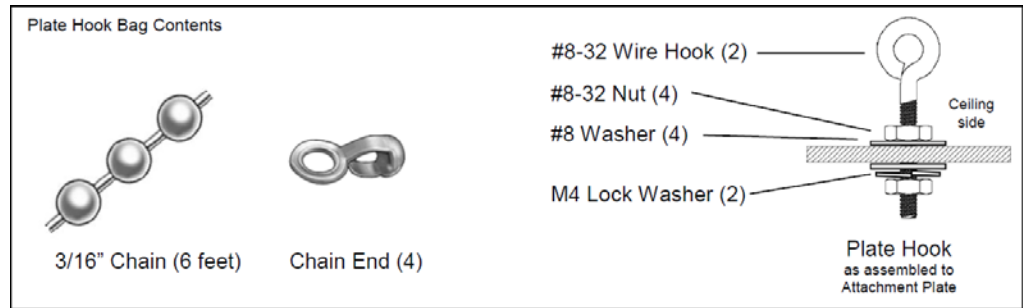 Plate Hook Bag Contents
#8-32 Wire Hook (2)
#8-32 Nut (4)
Ceiling
side
#8 Washer (4)
M4 Lock Washer (2)
3/16” Chain (6 feet)
Chain End (4)
Plate Hook
as assembled to
Attachment Plate